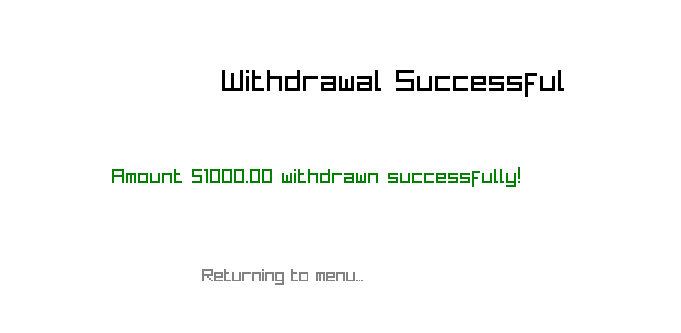 Withdrawal Successful
Amount $1000.00 withdrawn successfully!
Returning to menu...